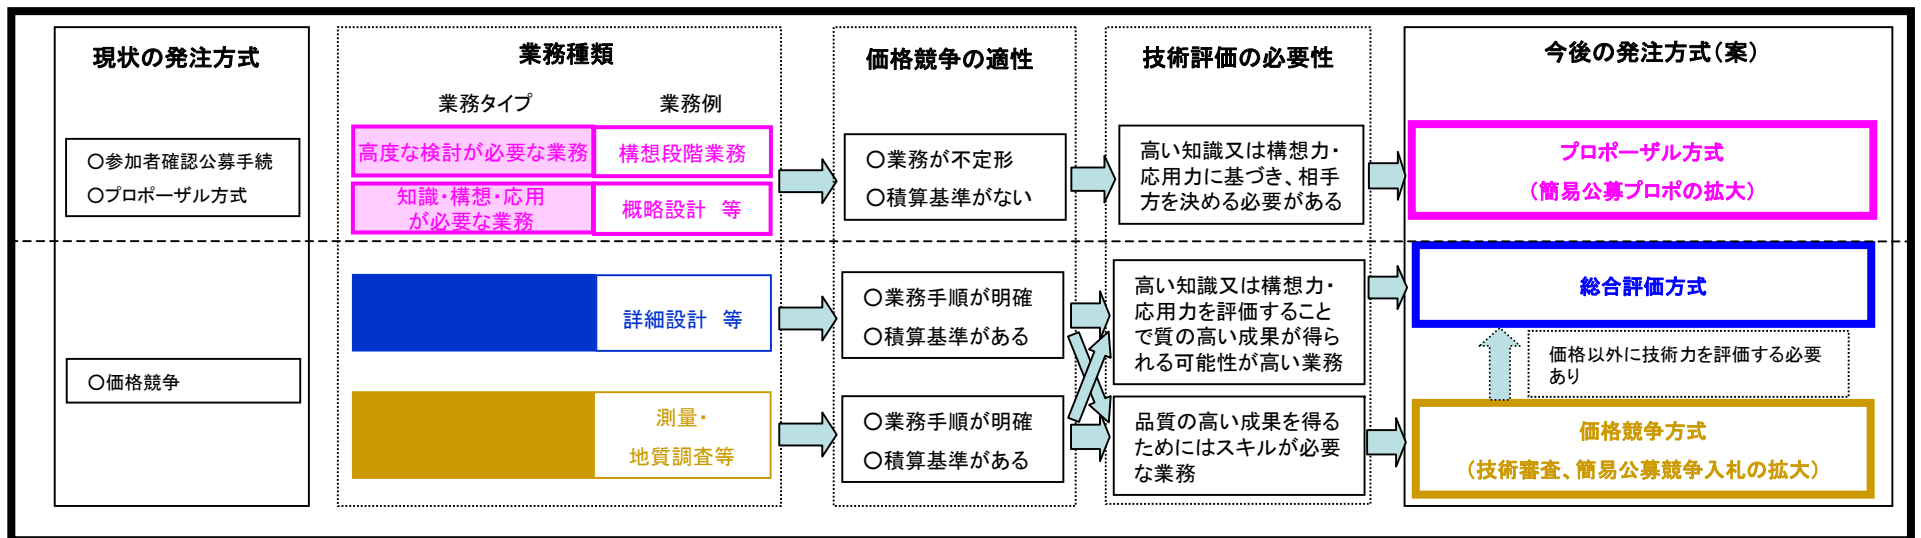 現状の発注方式
○参加者確認公募手続
○プロポーザル方式
○価格競争
業務種類
業務タイプ
業務例
高度な検討が必要な業務
構想段階業務
知識・構想・応用
が必要な業務
概略設計　等
詳細設計　等
測量・
地質調査等
価格競争の適性
○業務が不定形
○積算基準がない
○業務手順が明確
○積算基準がある
○業務手順が明確
○積算基準がある
技術評価の必要性
高い知識又は構想力・
応用力に基づき、相手
方を決める必要がある
高い知識又は構想力・
応用力を評価すること
で質の高い成果が得ら
れる可能性が高い業務
品質の高い成果を得る
ためにはスキルが必要
な業務
今後の発注方式（案）
プロポーザル方式
（簡易公募プロポの拡大）
総合評価方式
価格以外に技術力を評価する必要
あり
価格競争方式
（技術審査、簡易公募競争入札の拡大）